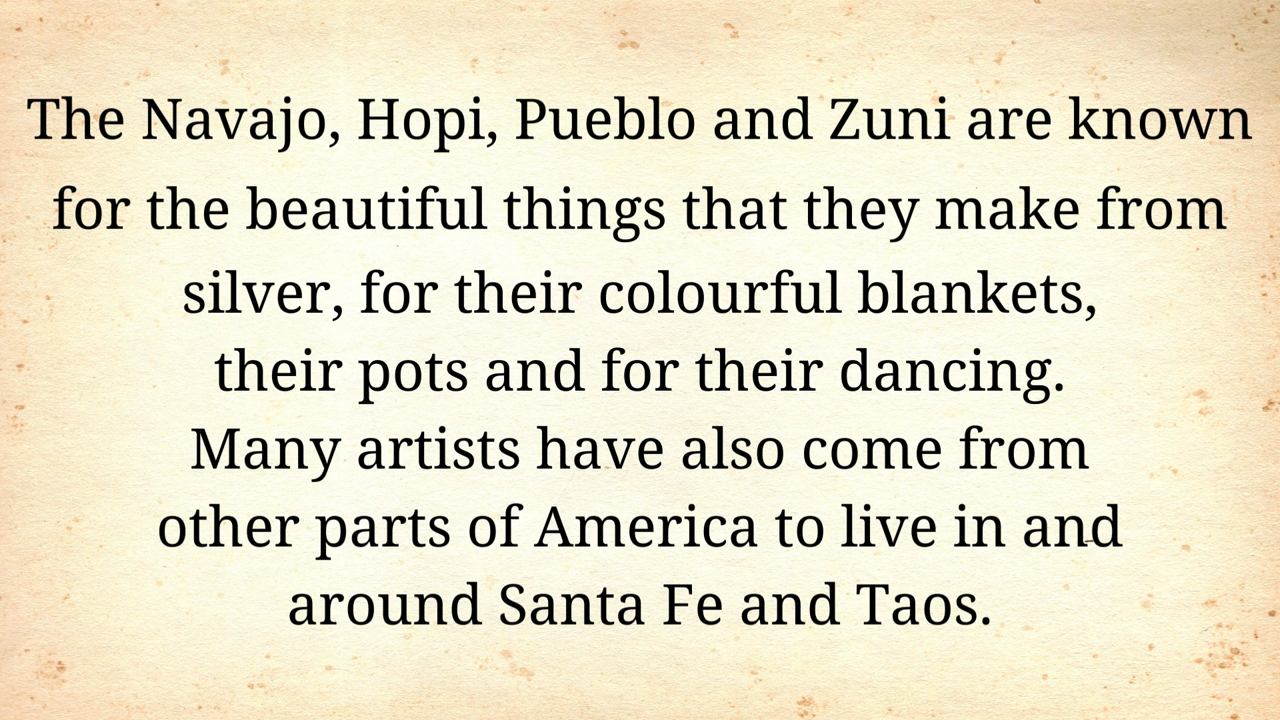 The Navajo, Hopi, Pueblo and Zuni are known
for the beautiful things that they make from
silver, for their colourful blankets,
their pots and for their dancing.
Many artists have also come from
other parts of America to live in and
around Santa Fe and Taos.